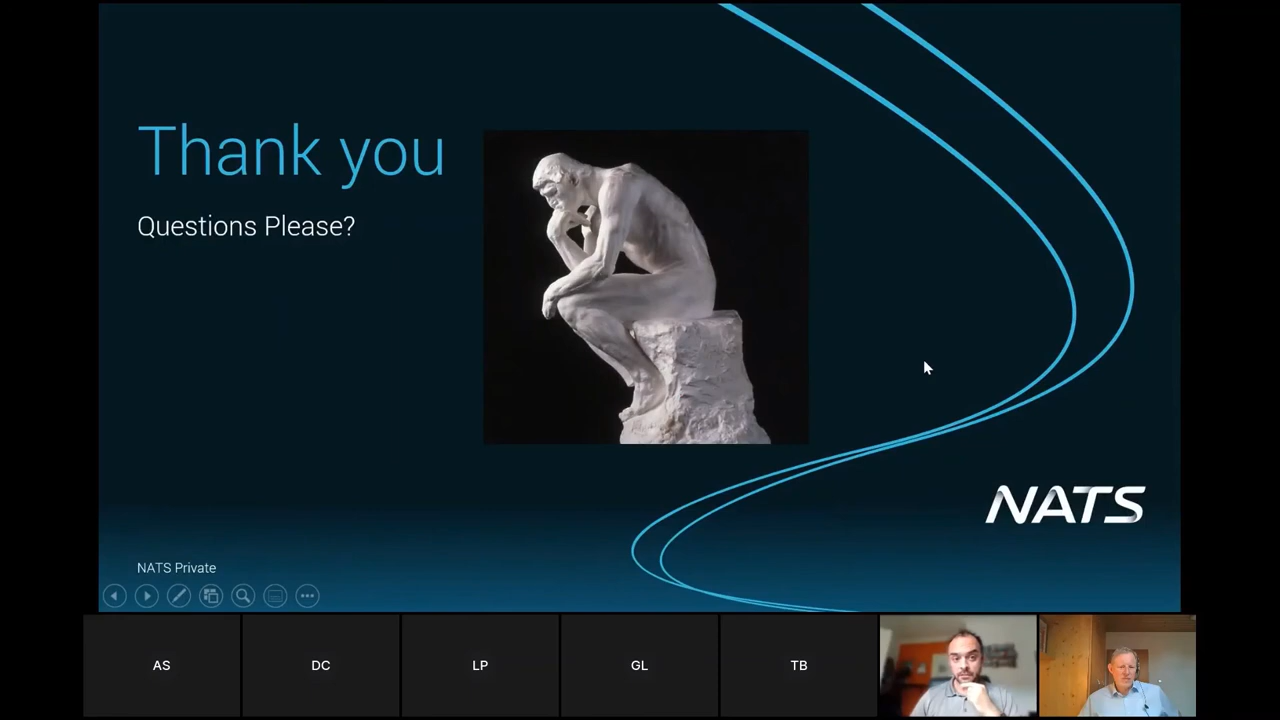 Thank you
Questions Please?
NATS
NATS Private
AS
DC
LP
GL
TB